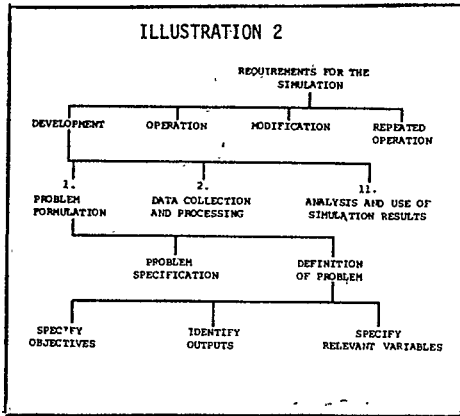 ILLUSTRATION 2
REQUIREMENTS FOR THE
SIMULATION
DEVELOPMENT OPERATION MODIFICATION REPEATED
OPERATION
1. 2. 11.
PROBLEM DATA COLLECTION ANALYSIS AND USE OF
FORMULATION AND PROCESSING SIMULATION RESULTS
PROBLEM DEFINITION
SPECIFICATION OF PROBLEM
SPECIFY IDENTIFY SPECIFY
OBJECTIVES OUTPUTS RELEVANT VARIABLES